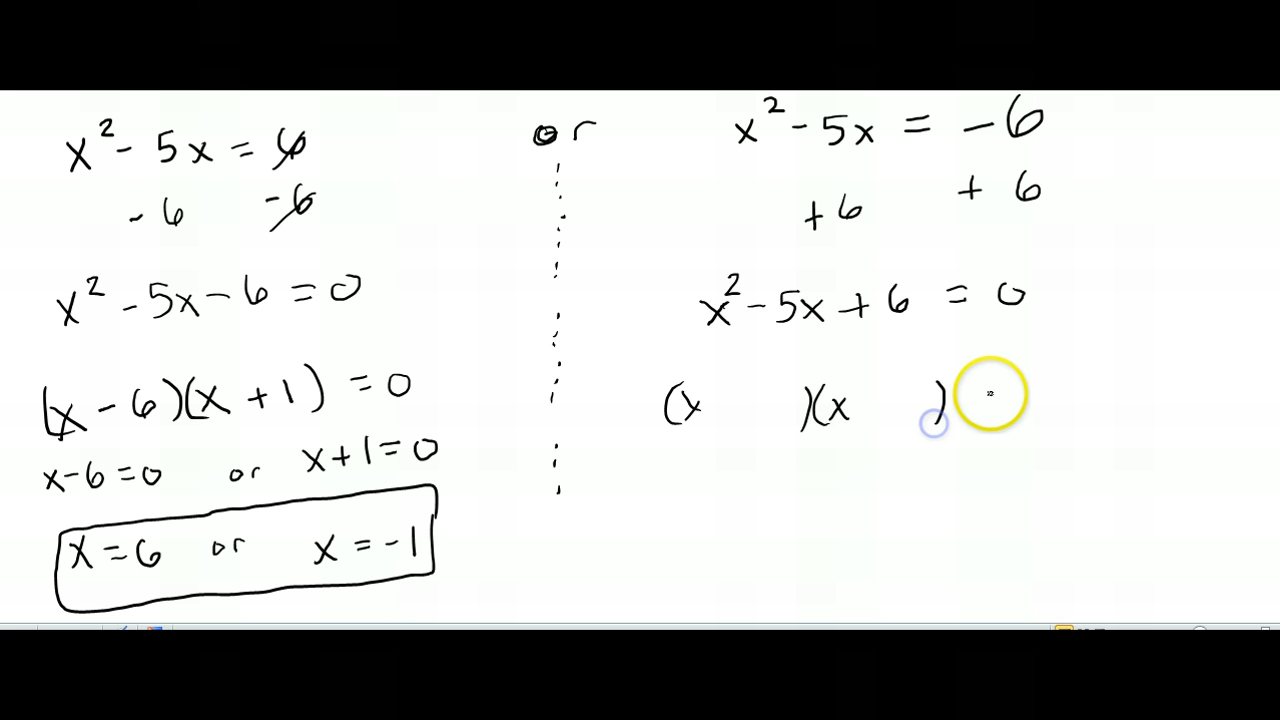 x² - 5x = 6
- 6 -6
x² - 5x - 6 = 0
(x - 6)(x + 1) = 0
x - 6 = 0 or x + 1 = 0
x = 6 or x = -1
or
x² - 5x = -6
+6 + 6
x² - 5x + 6 = 0
(x )(x )